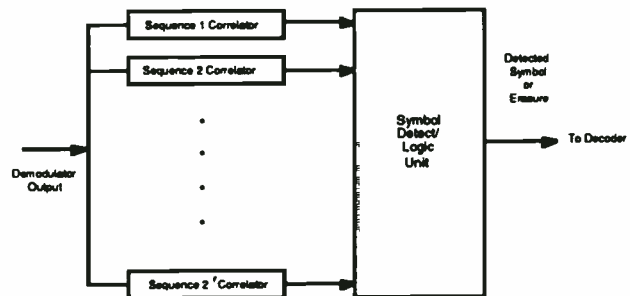 Sequence 1 Correlator
Sequence 2 Correlator
Detected
Symbol
or
Erasure
Symbol
Detect/
Logic
Unit
To Decoder
Demodulator
Output
Sequence 2 r Correlator